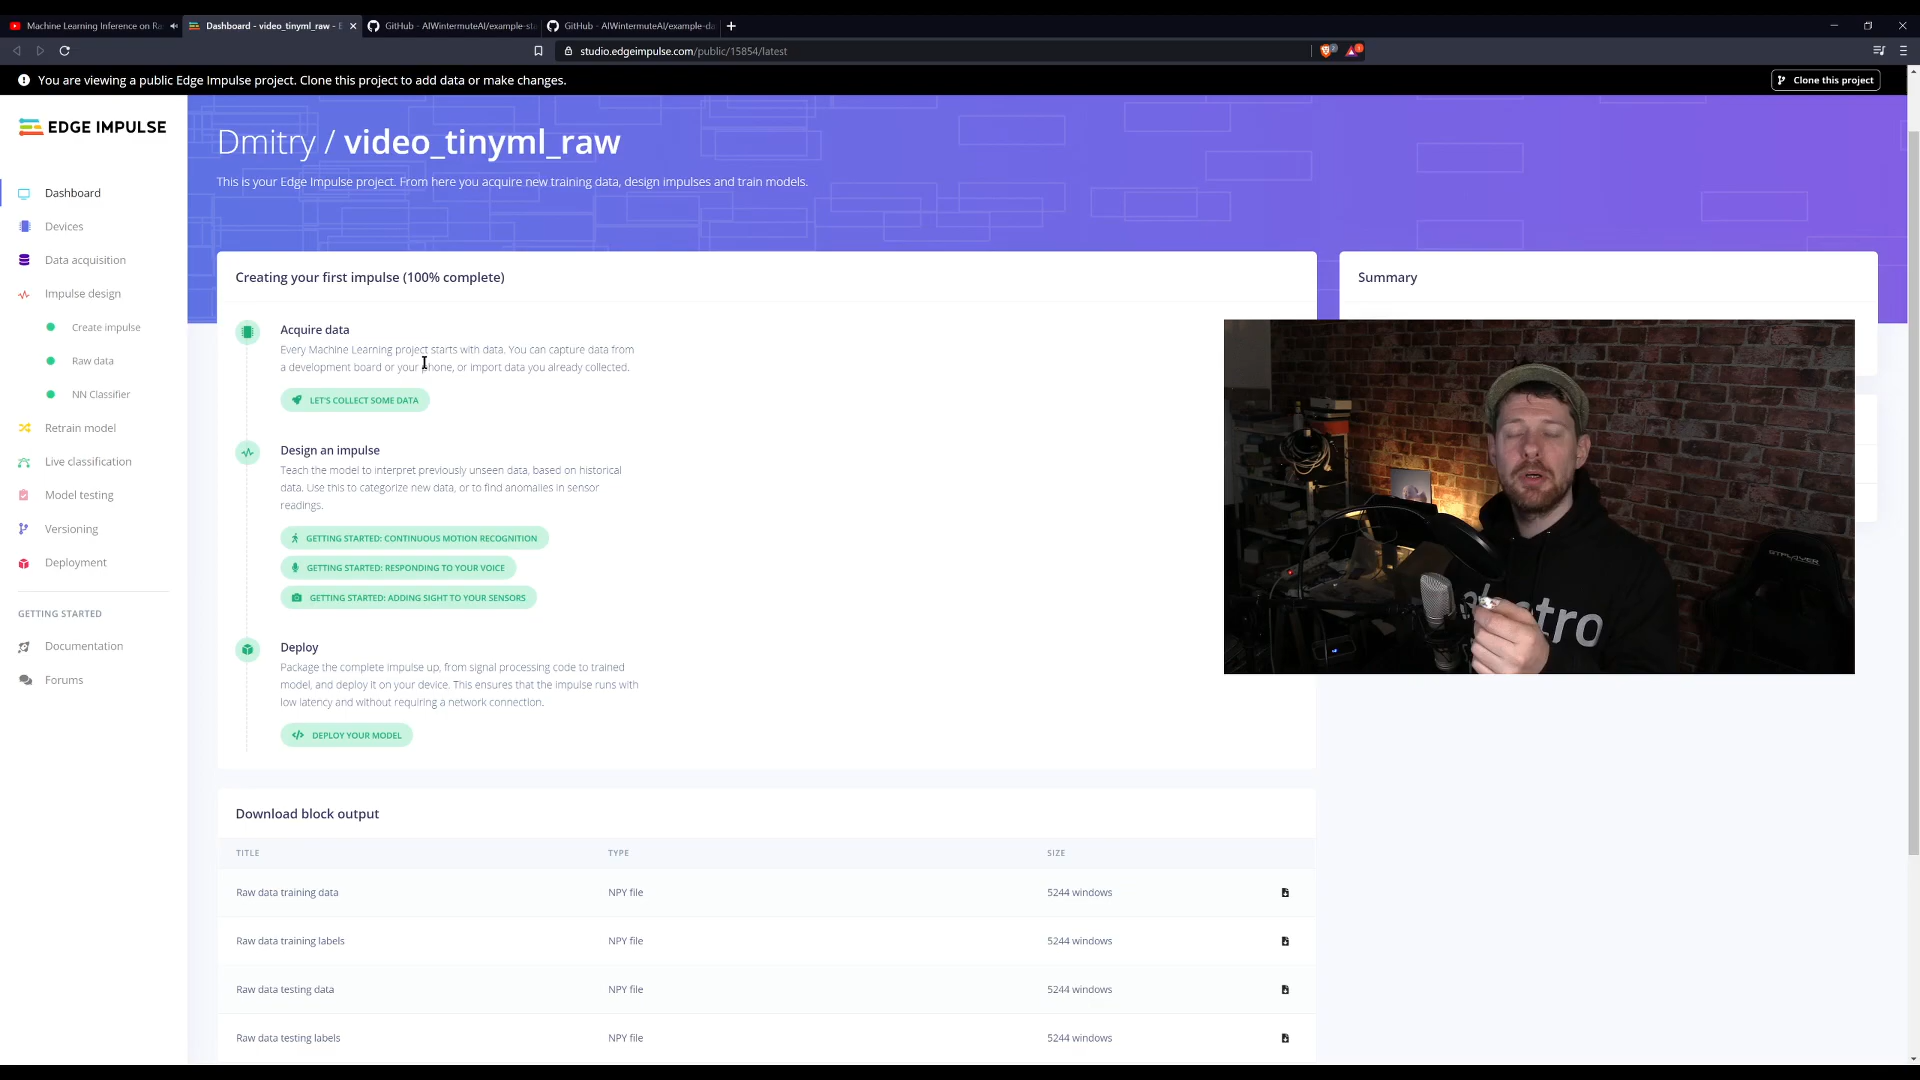 Machine Learning Inference on Ra
Dashboard - video_tinyml_raw - E
GitHub - AIWintermuteAI/example-st
GitHub - AIWintermuteAI/example-da
studio.edgeimpulse.com/public/15854/latest
You are viewing a public Edge Impulse project. Clone this project to add data or make changes.
Clone this project
EDGE IMPULSE
Dashboard
Devices
Data acquisition
Impulse design
Create impulse
Raw data
NN Classifier
Retrain model
Live classification
Model testing
Versioning
Deployment
GETTING STARTED
Documentation
Forums
Dmitry / video_tinyml_raw
This is your Edge Impulse project. From here you acquire new training data, design impulses and train models.
Creating your first impulse (100% complete)
Acquire data
Every Machine Learning project starts with data. You can capture data from
a development board or your phone, or import data you already collected.
LET'S COLLECT SOME DATA
Design an impulse
Teach the model to interpret previously unseen data, based on historical
data. Use this to categorize new data, or to find anomalies in sensor
readings.
GETTING STARTED: CONTINUOUS MOTION RECOGNITION
GETTING STARTED: RESPONDING TO YOUR VOICE
GETTING STARTED: ADDING SIGHT TO YOUR SENSORS
Deploy
Package the complete impulse up, from signal processing code to trained
model, and deploy it on your device. This ensures that the impulse runs with
low latency and without requiring a network connection.
DEPLOY YOUR MODEL
Summary
Download block output
TITLE TYPE SIZE
Raw data training data NPY file 5244 windows
Raw data training labels NPY file 5244 windows
Raw data testing data NPY file 5244 windows
Raw data testing labels NPY file 5244 windows